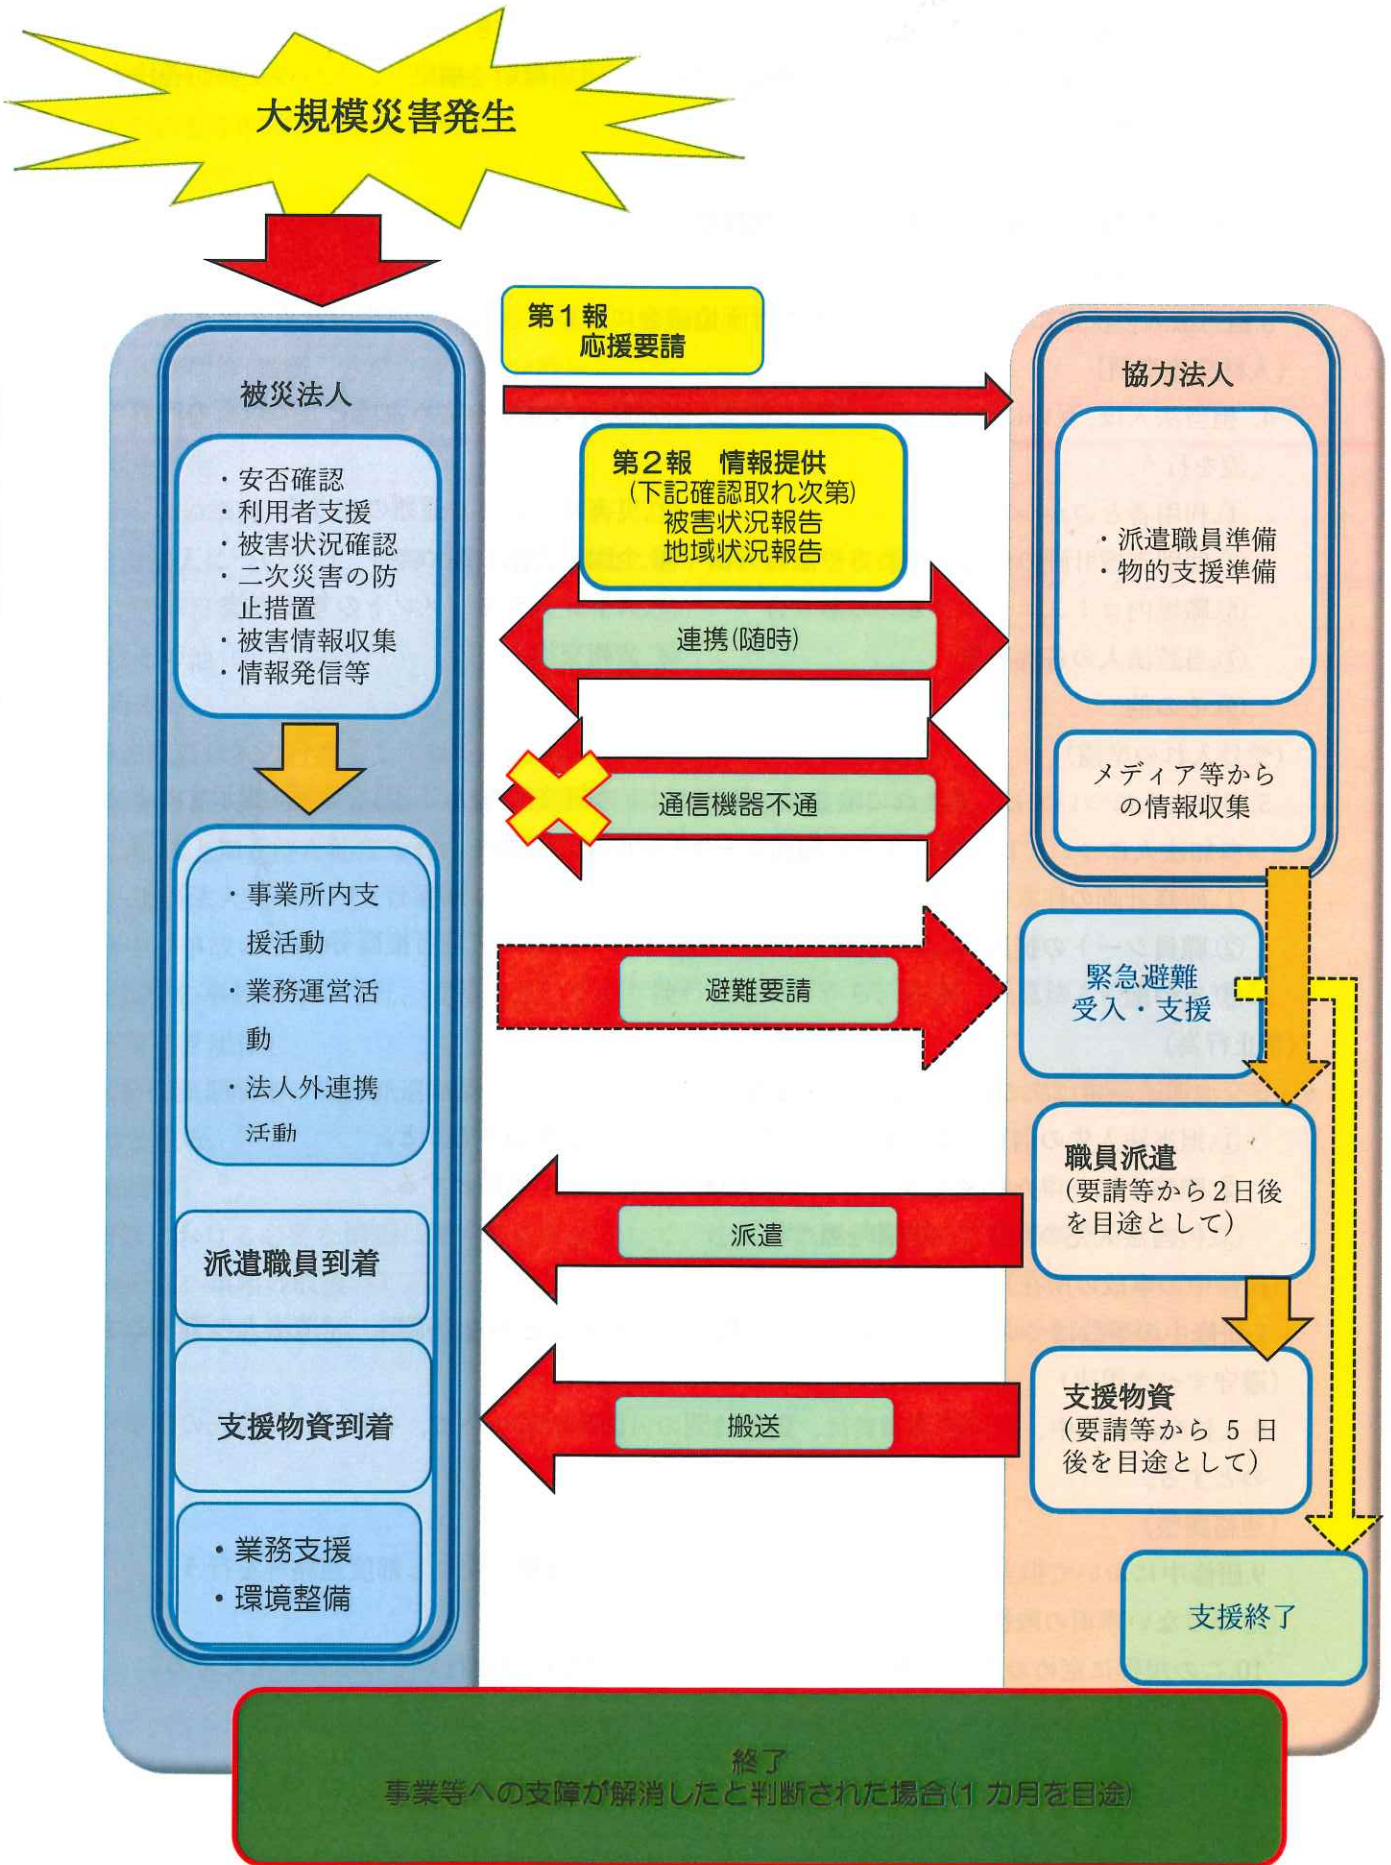 大規模災害発生
第1報
応援要請
被災法人
・安否確認
・利用者支援
・被害状況確認
・二次災害の防
止措置
・被害情報収集
・情報発信等
第2報 情報提供
(下記確認取れ次第)
被害状況報告
地域状況報告
協力法人
・派遣職員準備
・物的支援準備
連携(随時)
通信機器不通
メディア等から
の情報収集
・事業所内支
援活動
・業務運営活
動
・法人外連携
活動
避難要請
緊急避難
受入・支援
職員派遣
(要請等から2日後
を目途として)
派遣
派遣職員到着
支援物資
(要請等から 5 日
後を目途として)
搬送
支援物資到着
・業務支援
・環境整備
支援終了
終了
事業等への支障が解消したと判断された場合(1 カ月を目途)